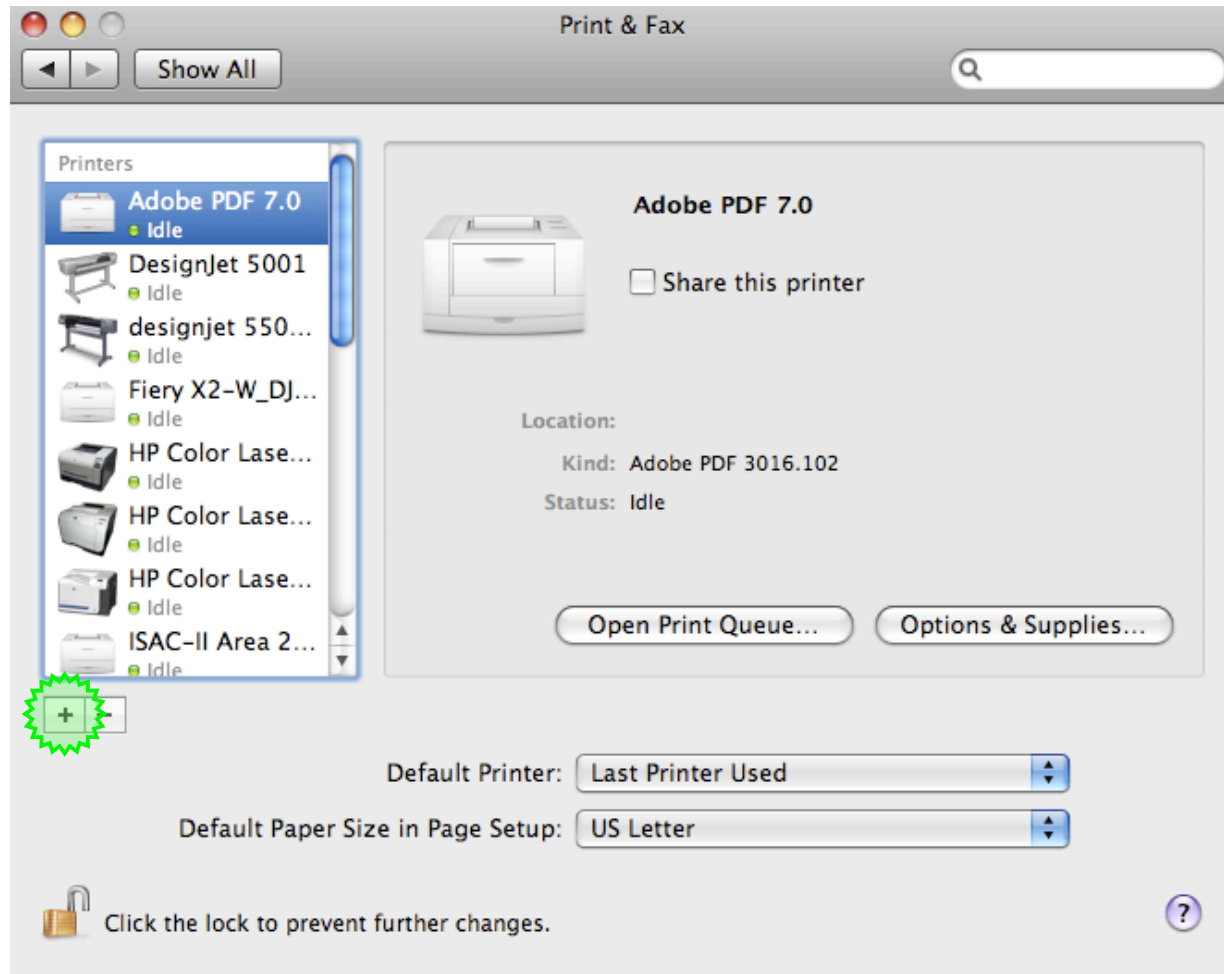 Print & Fax
Show All
Printers
Adobe PDF 7.0
Idle
DesignJet 5001
Idle
designjet 550...
Idle
Fiery X2-W_DJ...
Idle
HP Color Lase...
Idle
HP Color Lase...
Idle
HP Color Lase...
Idle
ISAC-II Area 2...
Idle
+ -
Adobe PDF 7.0
Share this printer
Location:
Kind: Adobe PDF 3016.102
Status: Idle
Open Print Queue... Options & Supplies...
Default Printer: Last Printer Used
Default Paper Size in Page Setup: US Letter
Click the lock to prevent further changes.
?